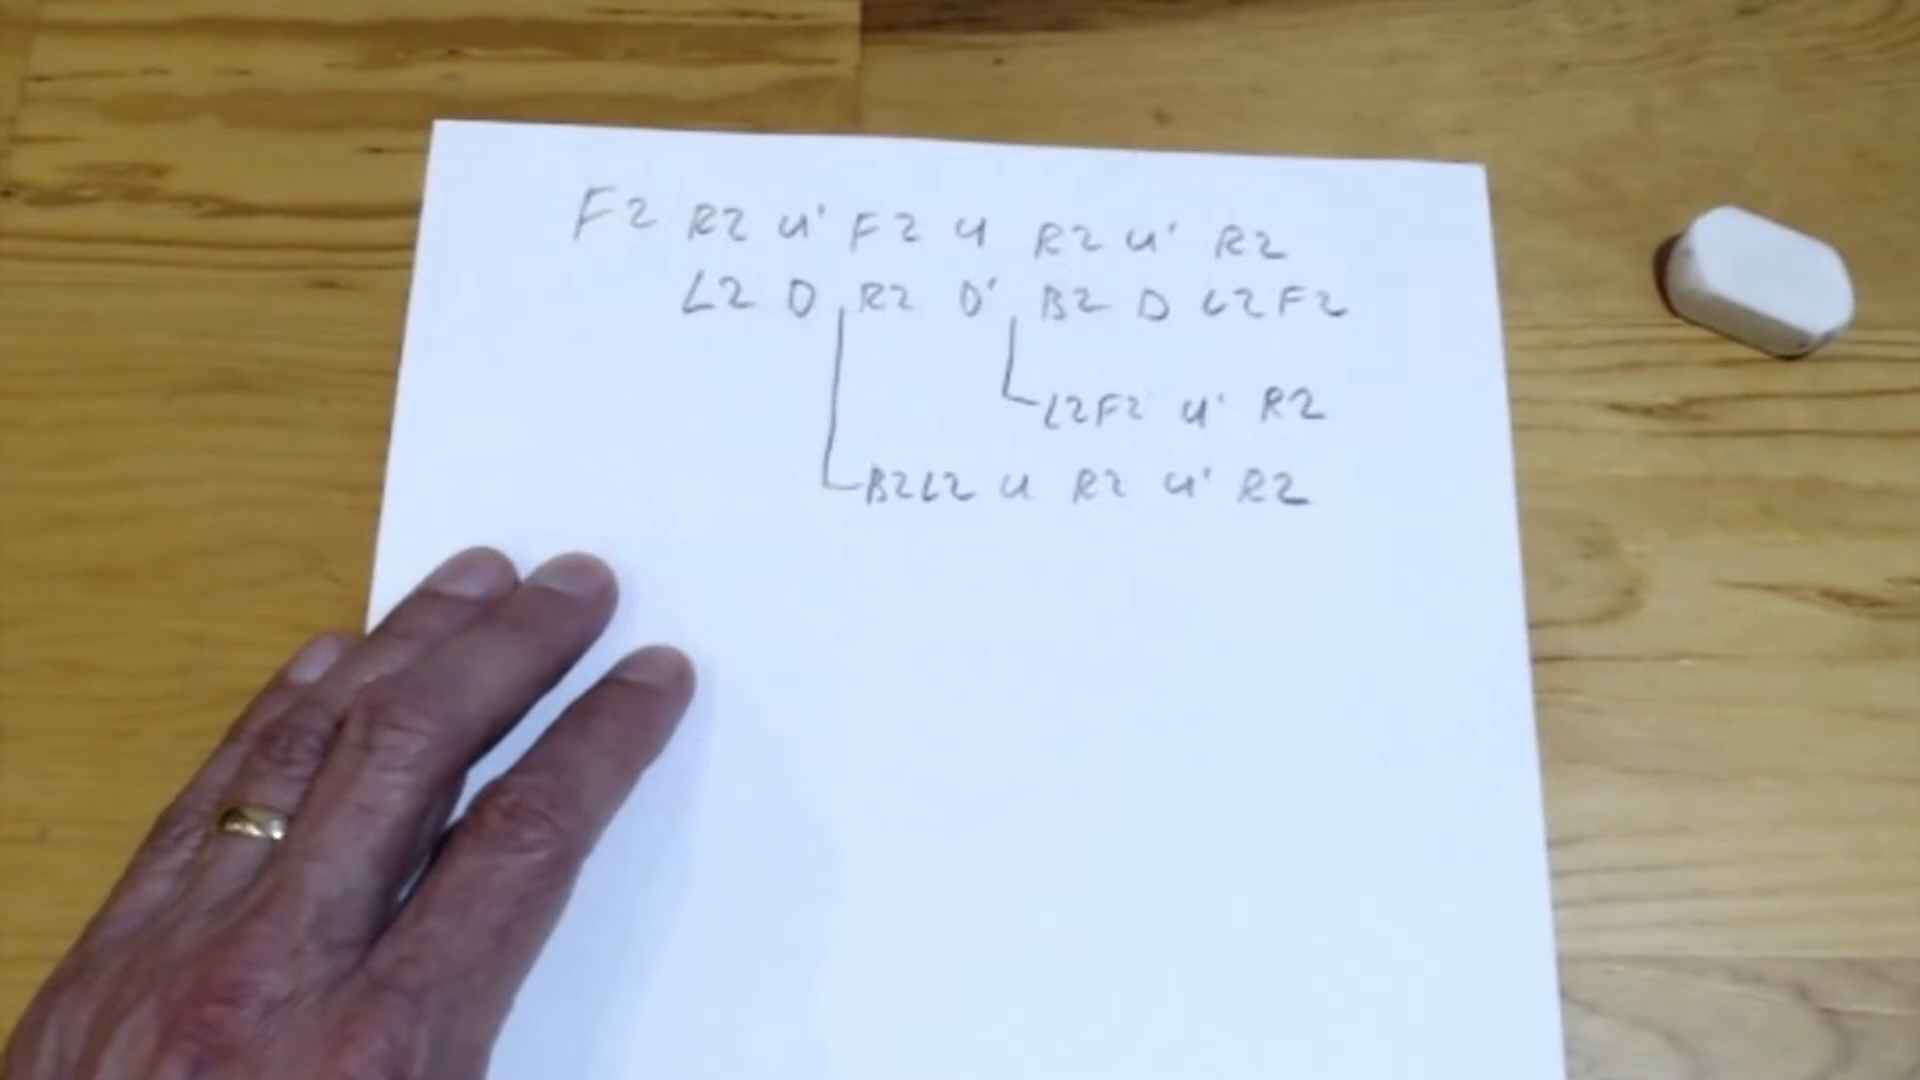 F2 R2 U' F2 U R2 U' R2
L2 D R2 D' B2 D L2 F2
L2 F2 U' R2
B2 L2 U R2 U' R2